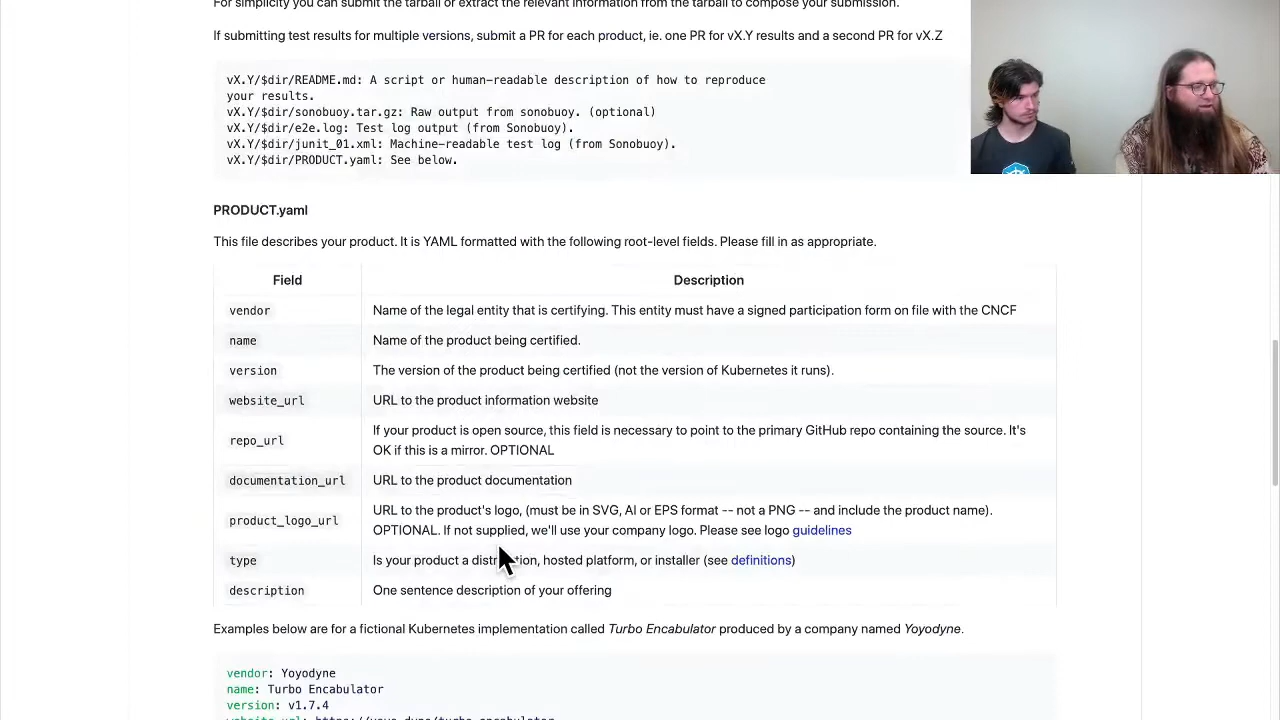 For simplicity you can submit the tarball or extract the relevant information from the tarball to compose your submission.
If submitting test results for multiple versions, submit a PR for each product, ie. one PR for vX.Y results and a second PR for vX.Z
vX.Y/$dir/README.md: A script or human-readable description of how to reproduce
your results.
vX.Y/$dir/sonobuoy.tar.gz: Raw output from sonobuoy. (optional)
vX.Y/$dir/e2e.log: Test log output (from Sonobuoy).
vX.Y/$dir/junit_01.xml: Machine-readable test log (from Sonobuoy).
vX.Y/$dir/PRODUCT.yaml: See below.
PRODUCT.yaml
This file describes your product. It is YAML formatted with the following root-level fields. Please fill in as appropriate.
Field Description
vendor Name of the legal entity that is certifying. This entity must have a signed participation form on file with the CNCF
name Name of the product being certified.
version The version of the product being certified (not the version of Kubernetes it runs).
website_url URL to the product information website
repo_url If your product is open source, this field is necessary to point to the primary GitHub repo containing the source. It's
OK if this is a mirror. OPTIONAL
documentation_url URL to the product documentation
product_logo_url URL to the product's logo, (must be in SVG, AI or EPS format -- not a PNG -- and include the product name).
OPTIONAL. If not supplied, we'll use your company logo. Please see logo guidelines
type Is your product a distribution, hosted platform, or installer (see definitions)
description One sentence description of your offering
Examples below are for a fictional Kubernetes implementation called Turbo Encabulator produced by a company named Yoyodyne.
vendor: Yoyodyne
name: Turbo Encabulator
version: v1.7.4